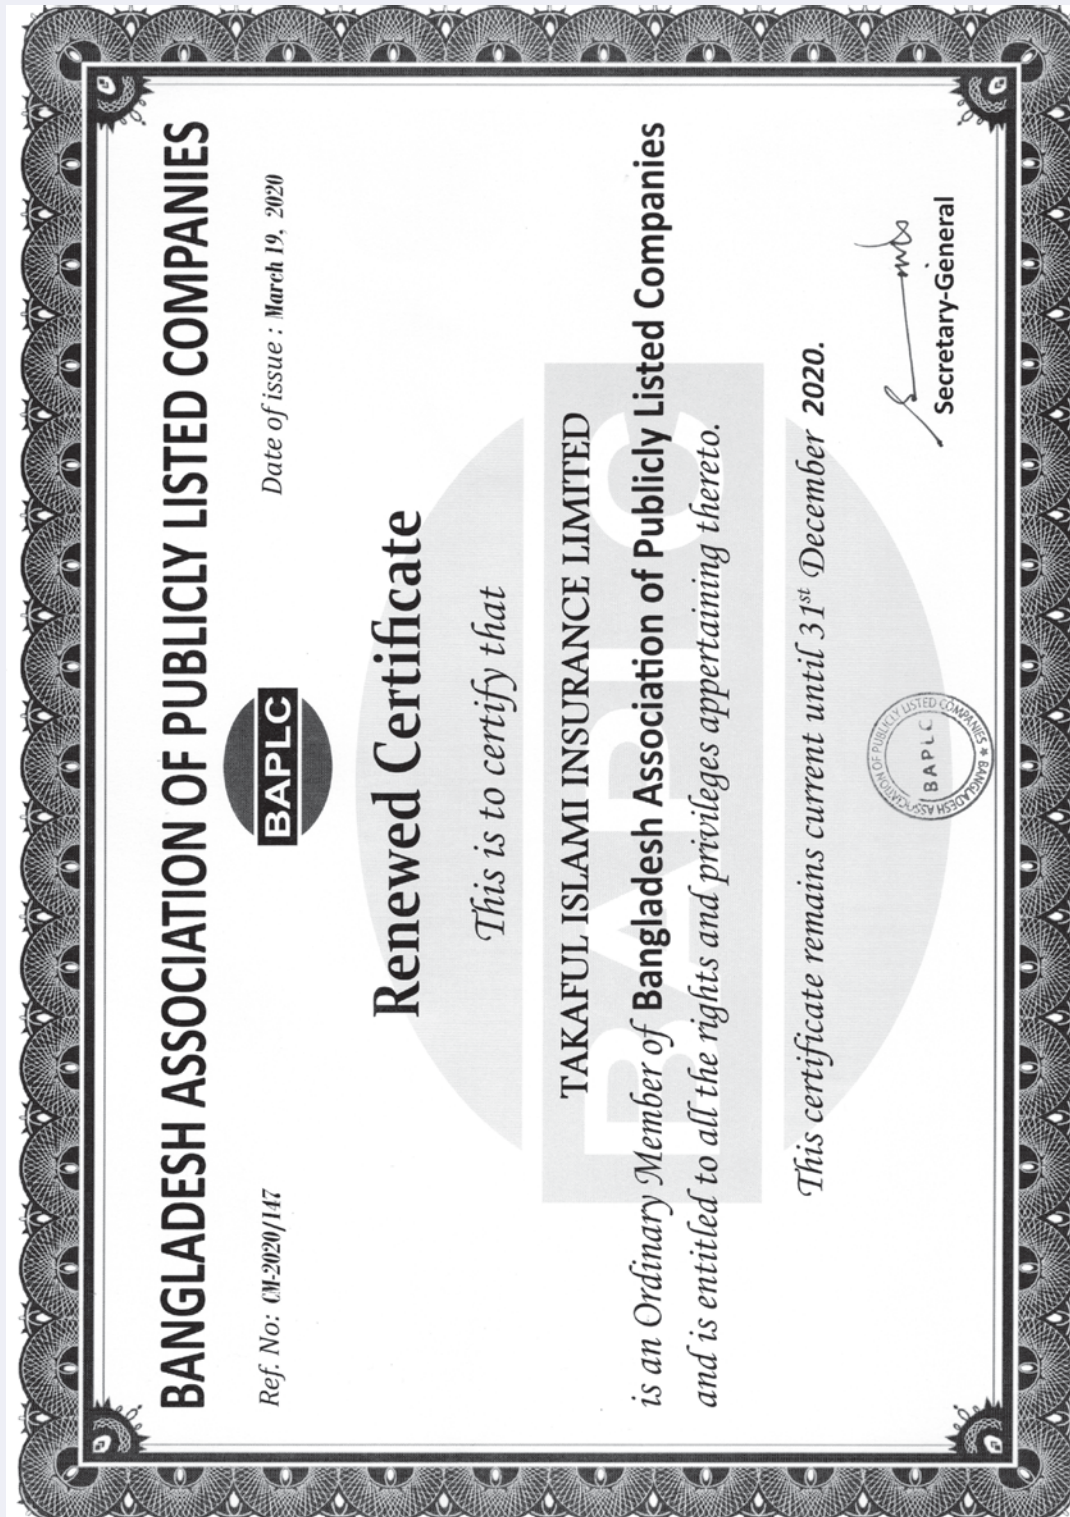 BANGLADESH ASSOCIATION OF PUBLICLY LISTED COMPANIES
Ref. No: CM-2020/147
Date of issue : March 19, 2020
BAPLC
Renewed Certificate
This is to certify that
TAKAFUL ISLAMI INSURANCE LIMITED
is an Ordinary Member of Bangladesh Association of Publicly Listed Companies
and is entitled to all the rights and privileges appertaining thereto.
BAPLC
This certificate remains current until 31st December 2020.
BANGLADESH ASSOCIATION OF PUBLICLY LISTED COMPANIES ★
BAPLC
Secretary-General